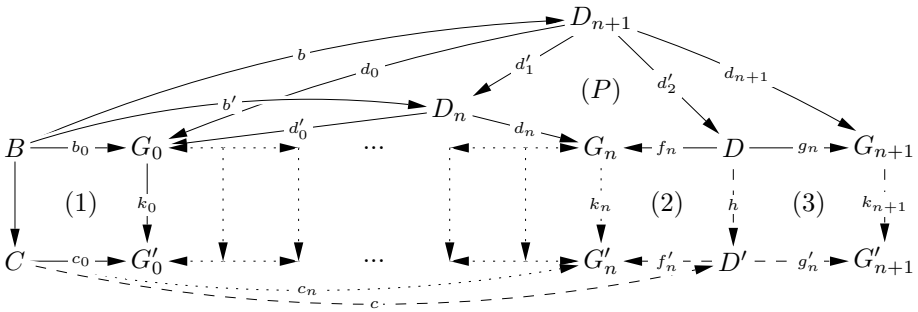 D_{n+1}
b
d_0 d'_1 d'_2 d_{n+1}
(P)
b' D_n
d'_0 d_n
B b_0 G_0 ... G_n f_n D g_n G_{n+1}
(1) k_0 k_n (2) h (3) k_{n+1}
C c_0 G'_0 ... G'_n f'_n D' g'_n G'_{n+1}
c_n
c